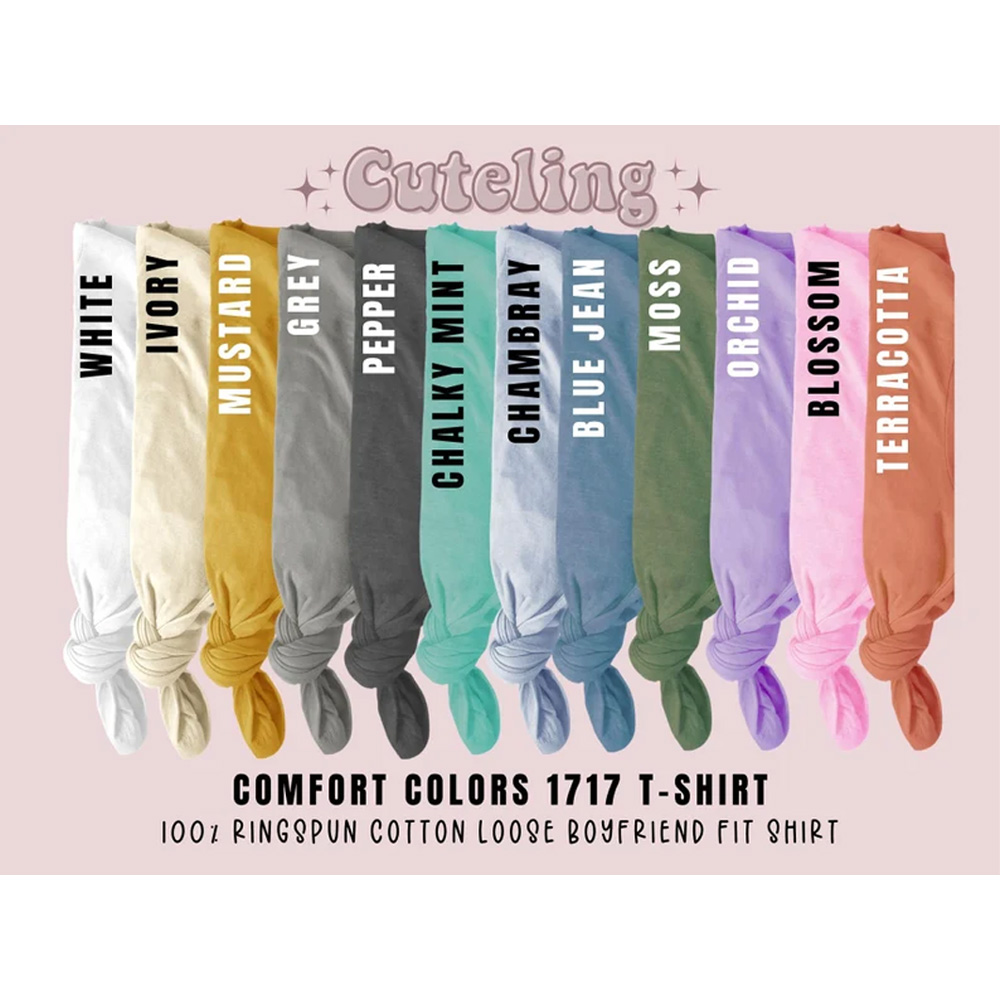 Cuteling
WHITE
IVORY
MUSTARD
GREY
PEPPER
CHALKY MINT
CHAMBRAY
BLUE JEAN
MOSS
ORCHID
BLOSSOM
TERRACOTTA
COMFORT COLORS 1717 T-SHIRT
100% RINGSPUN COTTON LOOSE BOYFRIEND FIT SHIRT